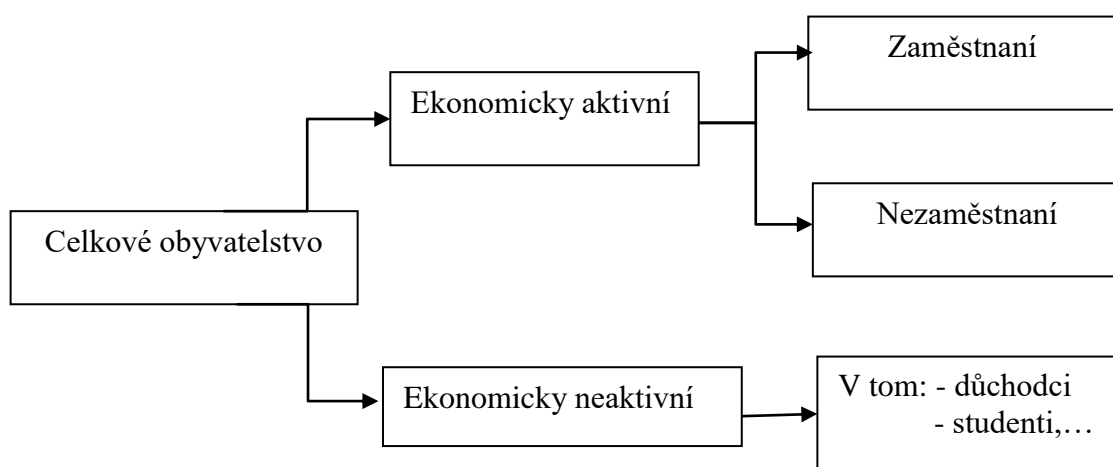 Zaměstnaní
Ekonomicky aktivní
Nezaměstnaní
Celkové obyvatelstvo
Ekonomicky neaktivní
V tom: - důchodci
- studenti,…